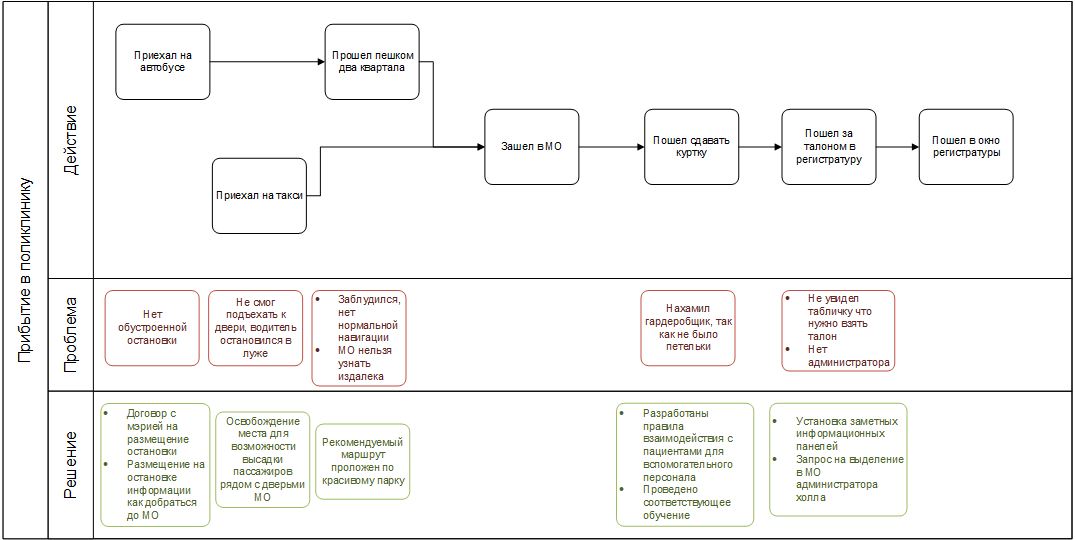 Прибытие в поликлинику
Действие
Приехал на
автобусе
Прошел пешком
два квартала
Приехал на такси
Зашел в МО
Пошел сдавать
куртку
Пошел за
талоном в
регистратуру
Пошел в окно
регистратуры
Проблема
Нет
обустроенной
остановки
Не смог
подъехать к
двери, водитель
остановился в
луже
• Заблудился,
нет
нормальной
навигации
• МО нельзя
узнать
издалека
Нахамил
гардеробщик, так
как не было
петельки
• Не увидел
табличку что
нужно взять
талон
• Нет
администратора
Решение
• Договор с
мэрией на
размещение
остановки
• Размещение на
остановке
информации
как добраться
до МО
Освобождение
места для
возможности
высадки
пассажиров
рядом с дверьми
МО
Рекомендуемый
маршрут
проложен по
красивому парку
• Разработаны
правила
взаимодействия с
пациентами для
вспомогательного
персонала
• Проведено
соответствующее
обучение
• Установка заметных
информационных
панелей
• Запрос на выделение
в МО
администратора
холла